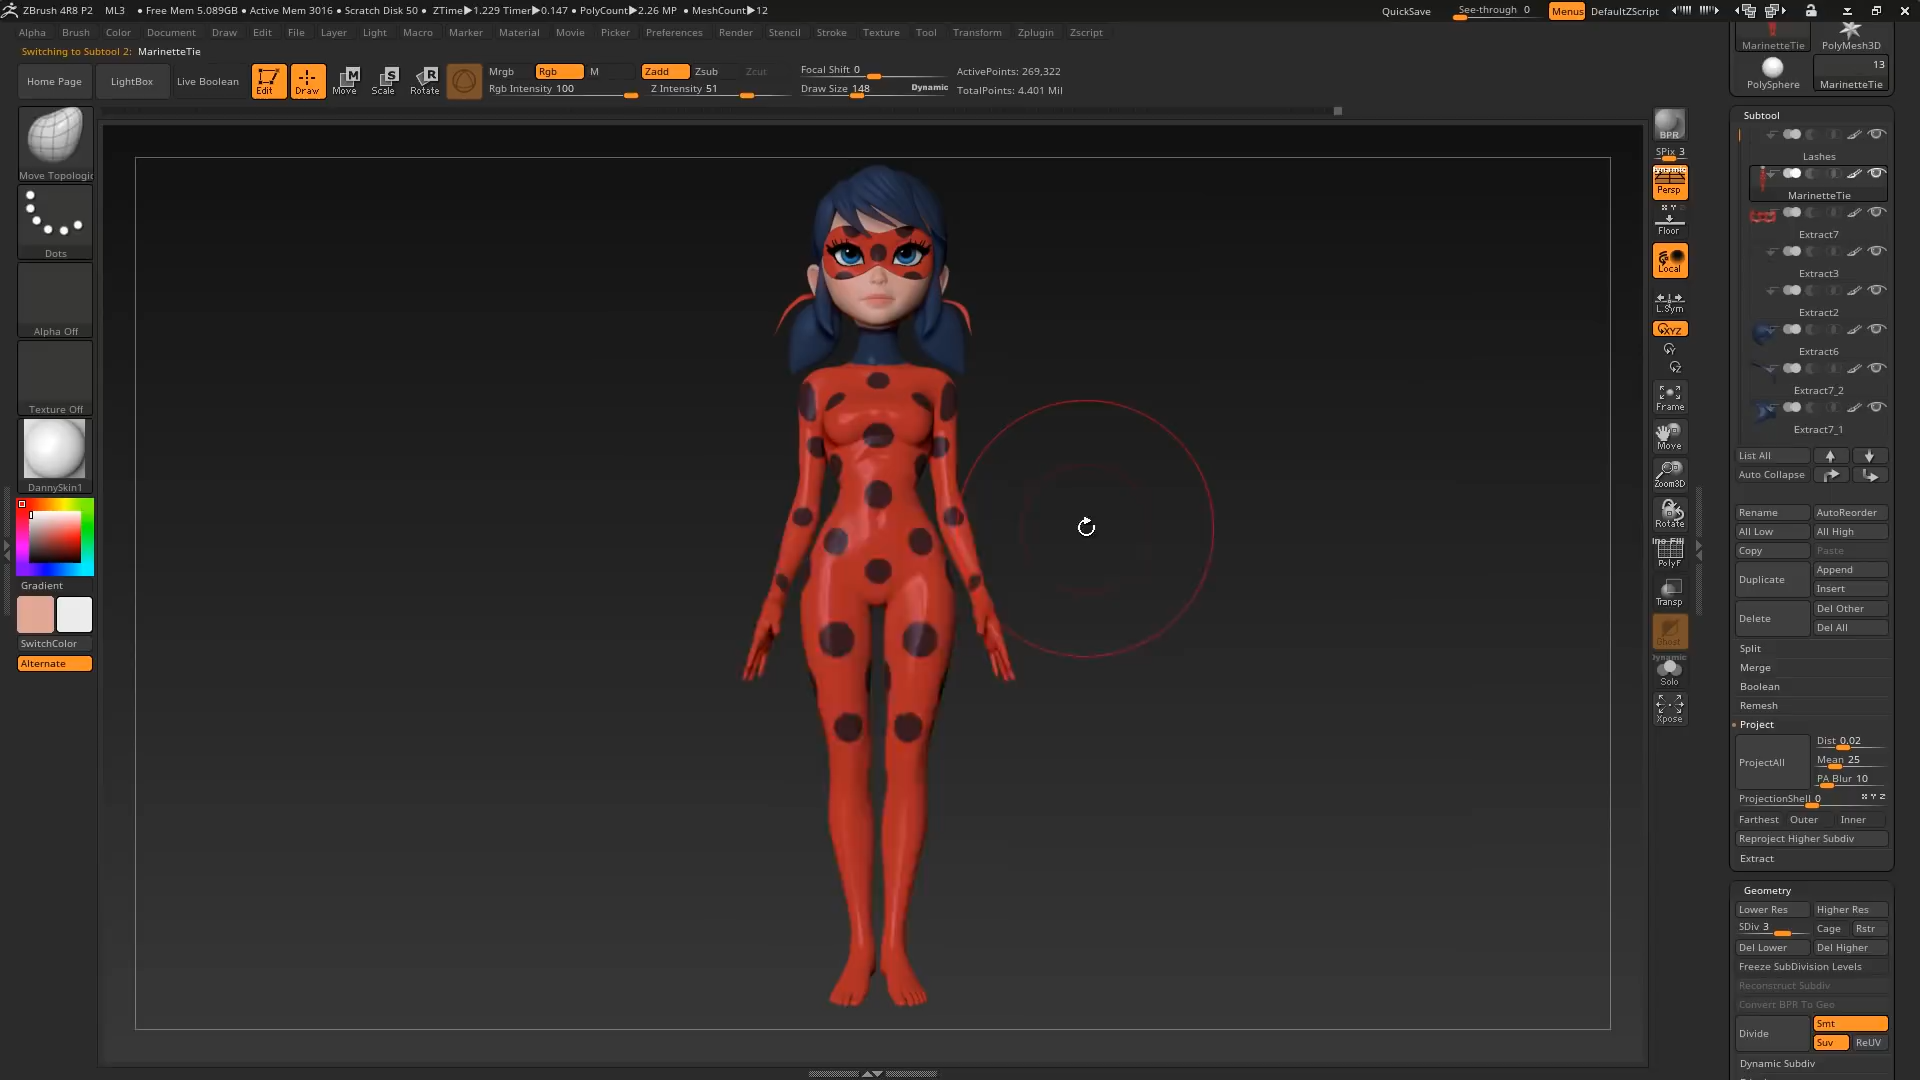 ZBrush 4R8 P2 ML3 • Free Mem 5.089GB • Active Mem 3016 • Scratch Disk 50 • ZTime▶1.229 Timer▶0.147 • PolyCount▶2.26 MP • MeshCount▶12 QuickSave See-through 0 Menus DefaultZScript
Alpha Brush Color Document Draw Edit File Layer Light Macro Marker Material Movie Picker Preferences Render Stencil Stroke Texture Tool Transform Zplugin Zscript
Switching to Subtool 2: MarinetteTie
Home Page LightBox Live Boolean Edit Draw Move Scale Rotate
Mrgb Rgb M Zadd Zsub Zcut
Rgb Intensity 100 Z Intensity 51
Focal Shift 0 ActivePoints: 269,322
Draw Size 148 Dynamic TotalPoints: 4.401 Mil
Move Topologic
Dots
Alpha Off
Texture Off
DannySkin1
Gradient
SwitchColor
Alternate
BPR
SPix 3
Dynamic
Persp
Floor
Local
L.Sym
XYZ
Y
Z
Frame
Move
Zoom3D
Rotate
PolyF
Transp
Ghost
Dynamic
Solo
Xpose
MarinetteTie PolyMesh3D
13
PolySphere MarinetteTie
Subtool
Lashes
MarinetteTie
Extract7
Extract3
Extract2
Extract6
Extract7_2
Extract7_1
List All
Auto Collapse
Rename AutoReorder
All Low All High
Copy Paste
Duplicate Append
Insert
Delete Del Other
Del All
Split
Merge
Boolean
Remesh
Project
ProjectAll Dist 0.02
Mean 25
PA Blur 10
ProjectionShell 0 X Y Z
Farthest Outer Inner
Reproject Higher Subdiv
Extract
Geometry
Lower Res Higher Res
SDiv 3 Cage Rstr
Del Lower Del Higher
Freeze SubDivision Levels
Reconstruct Subdiv
Convert BPR To Geo
Divide Smt
Suv ReUV
Dynamic Subdiv